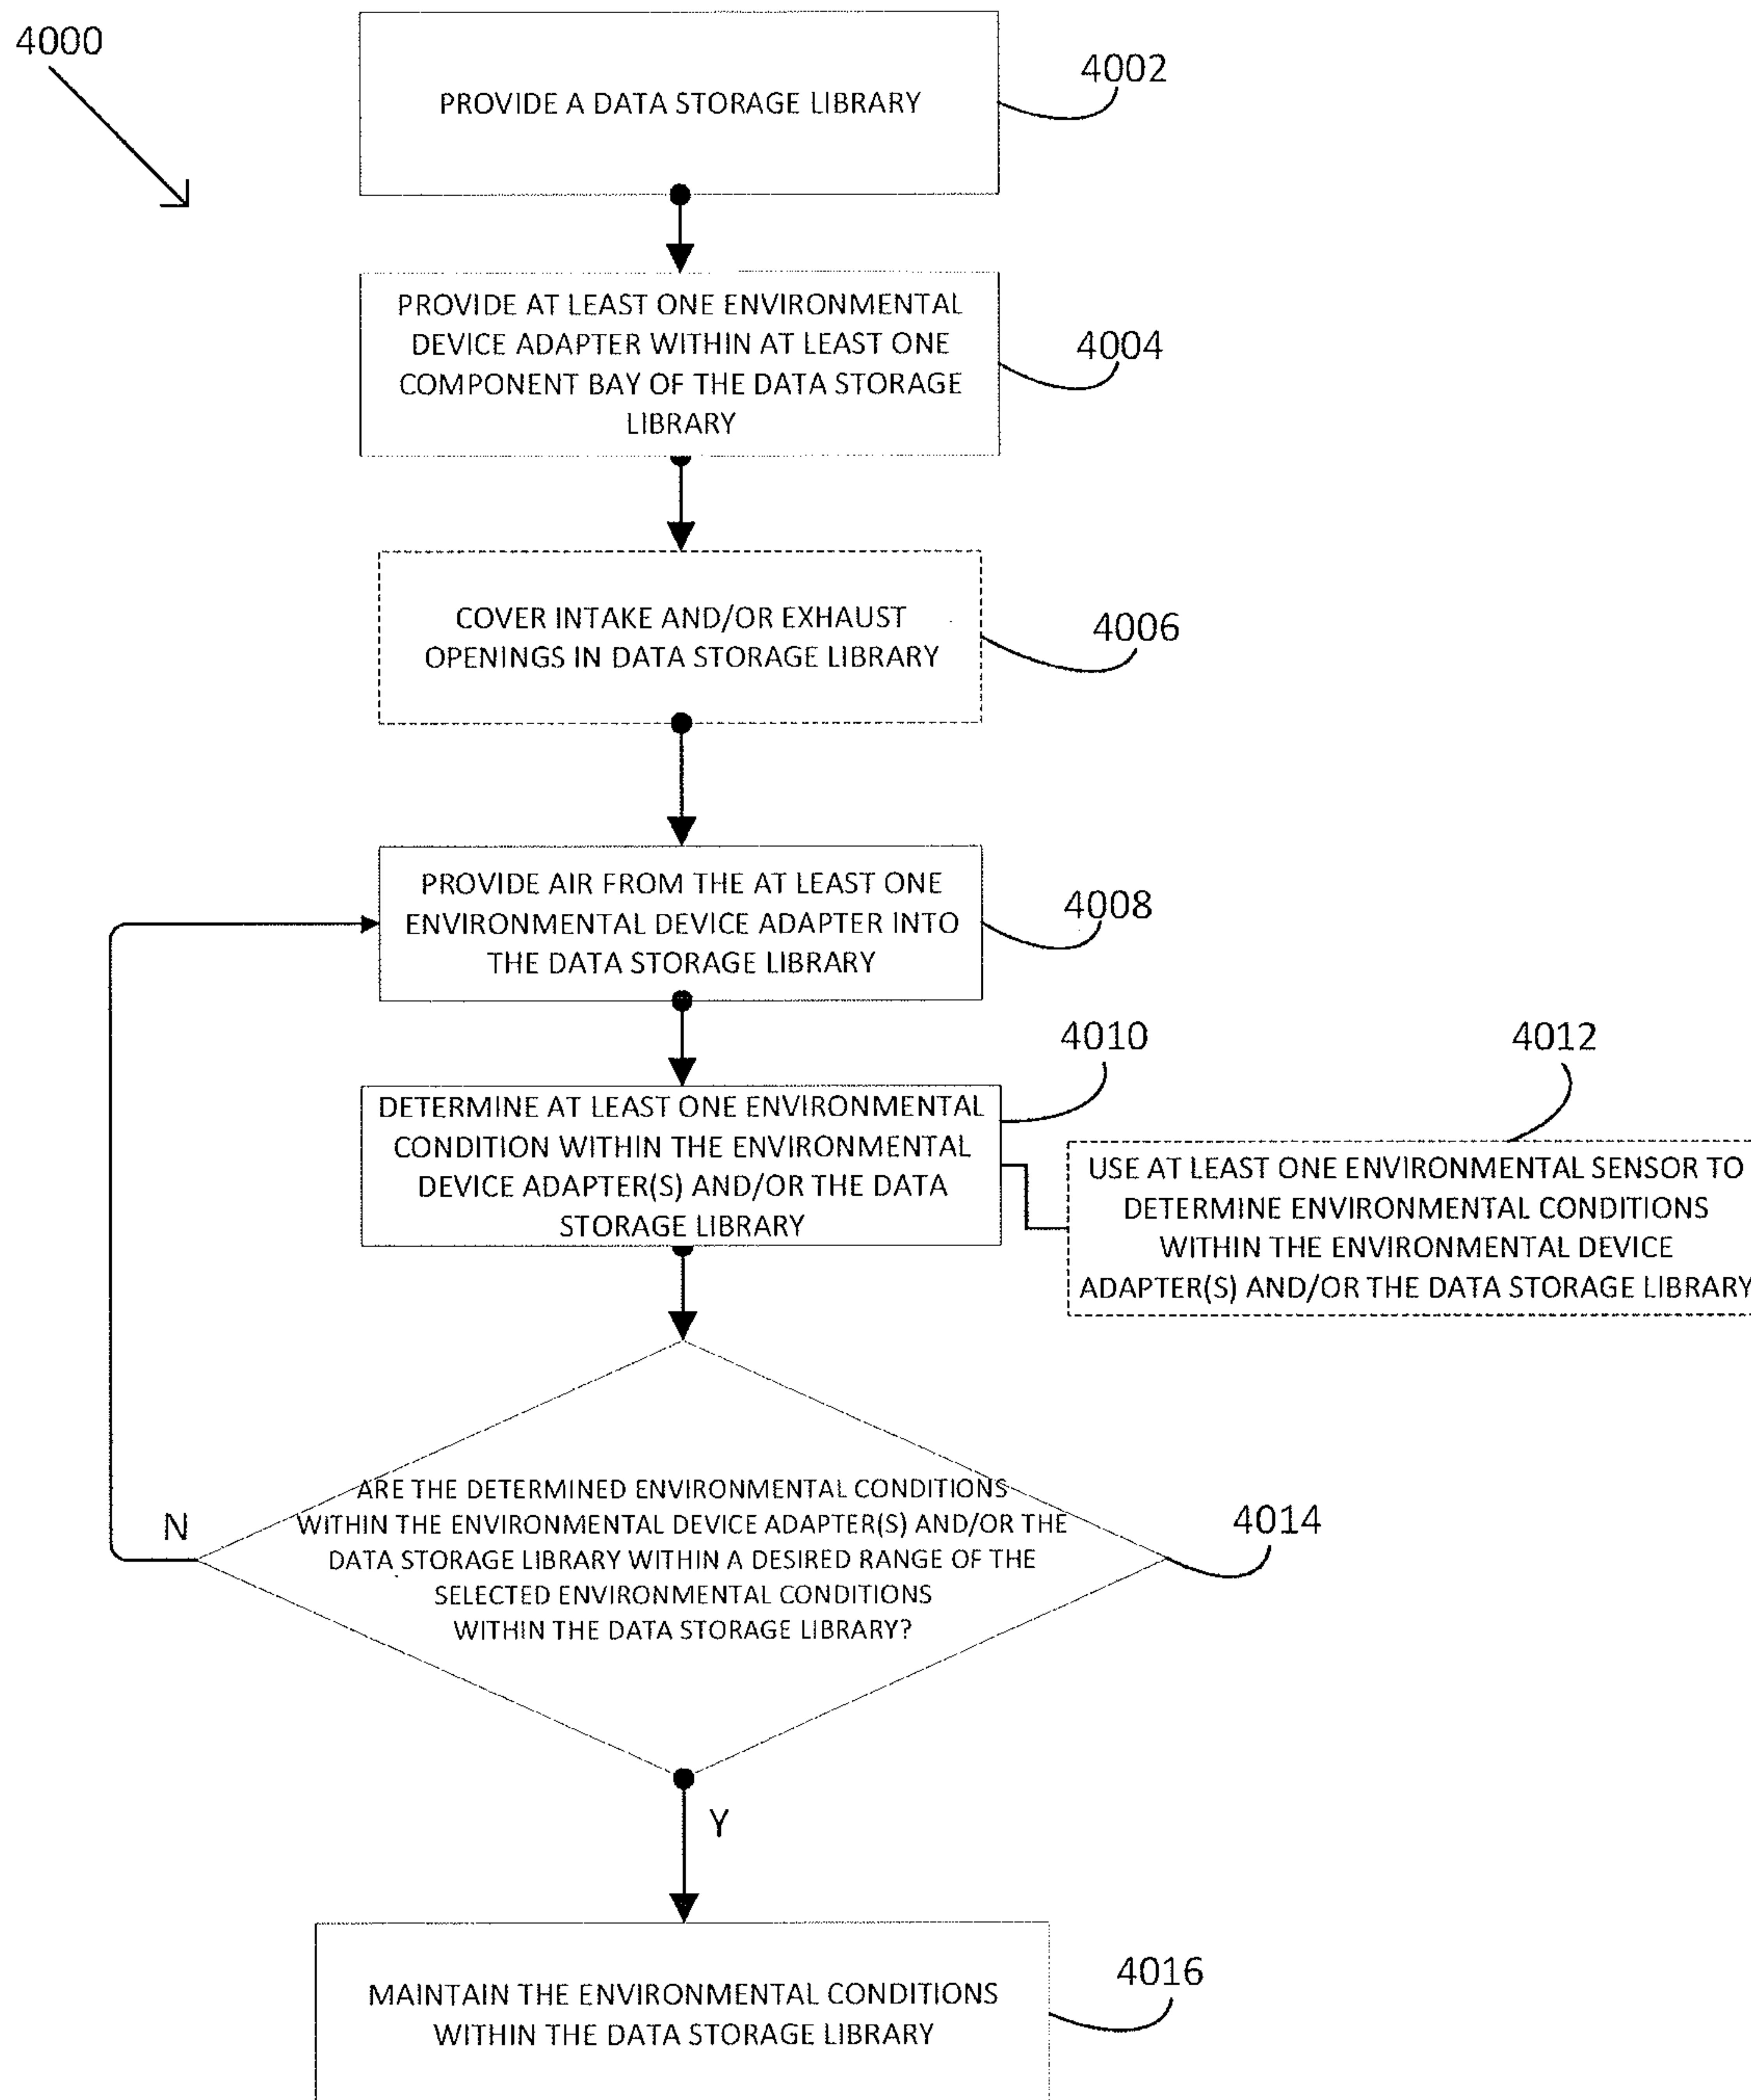 4000
PROVIDE A DATA STORAGE LIBRARY
4002
PROVIDE AT LEAST ONE ENVIRONMENTAL
DEVICE ADAPTER WITHIN AT LEAST ONE
COMPONENT BAY OF THE DATA STORAGE
LIBRARY
4004
COVER INTAKE AND/OR EXHAUST
OPENINGS IN DATA STORAGE LIBRARY
4006
PROVIDE AIR FROM THE AT LEAST ONE
ENVIRONMENTAL DEVICE ADAPTER INTO
THE DATA STORAGE LIBRARY
4008
DETERMINE AT LEAST ONE ENVIRONMENTAL
CONDITION WITHIN THE ENVIRONMENTAL
DEVICE ADAPTER(S) AND/OR THE DATA
STORAGE LIBRARY
4010
4012
USE AT LEAST ONE ENVIRONMENTAL SENSOR TO
DETERMINE ENVIRONMENTAL CONDITIONS
WITHIN THE ENVIRONMENTAL DEVICE
ADAPTER(S) AND/OR THE DATA STORAGE LIBRARY
ARE THE DETERMINED ENVIRONMENTAL CONDITIONS
WITHIN THE ENVIRONMENTAL DEVICE ADAPTER(S) AND/OR THE
DATA STORAGE LIBRARY WITHIN A DESIRED RANGE OF THE
SELECTED ENVIRONMENTAL CONDITIONS
WITHIN THE DATA STORAGE LIBRARY?
4014
N
Y
MAINTAIN THE ENVIRONMENTAL CONDITIONS
WITHIN THE DATA STORAGE LIBRARY
4016